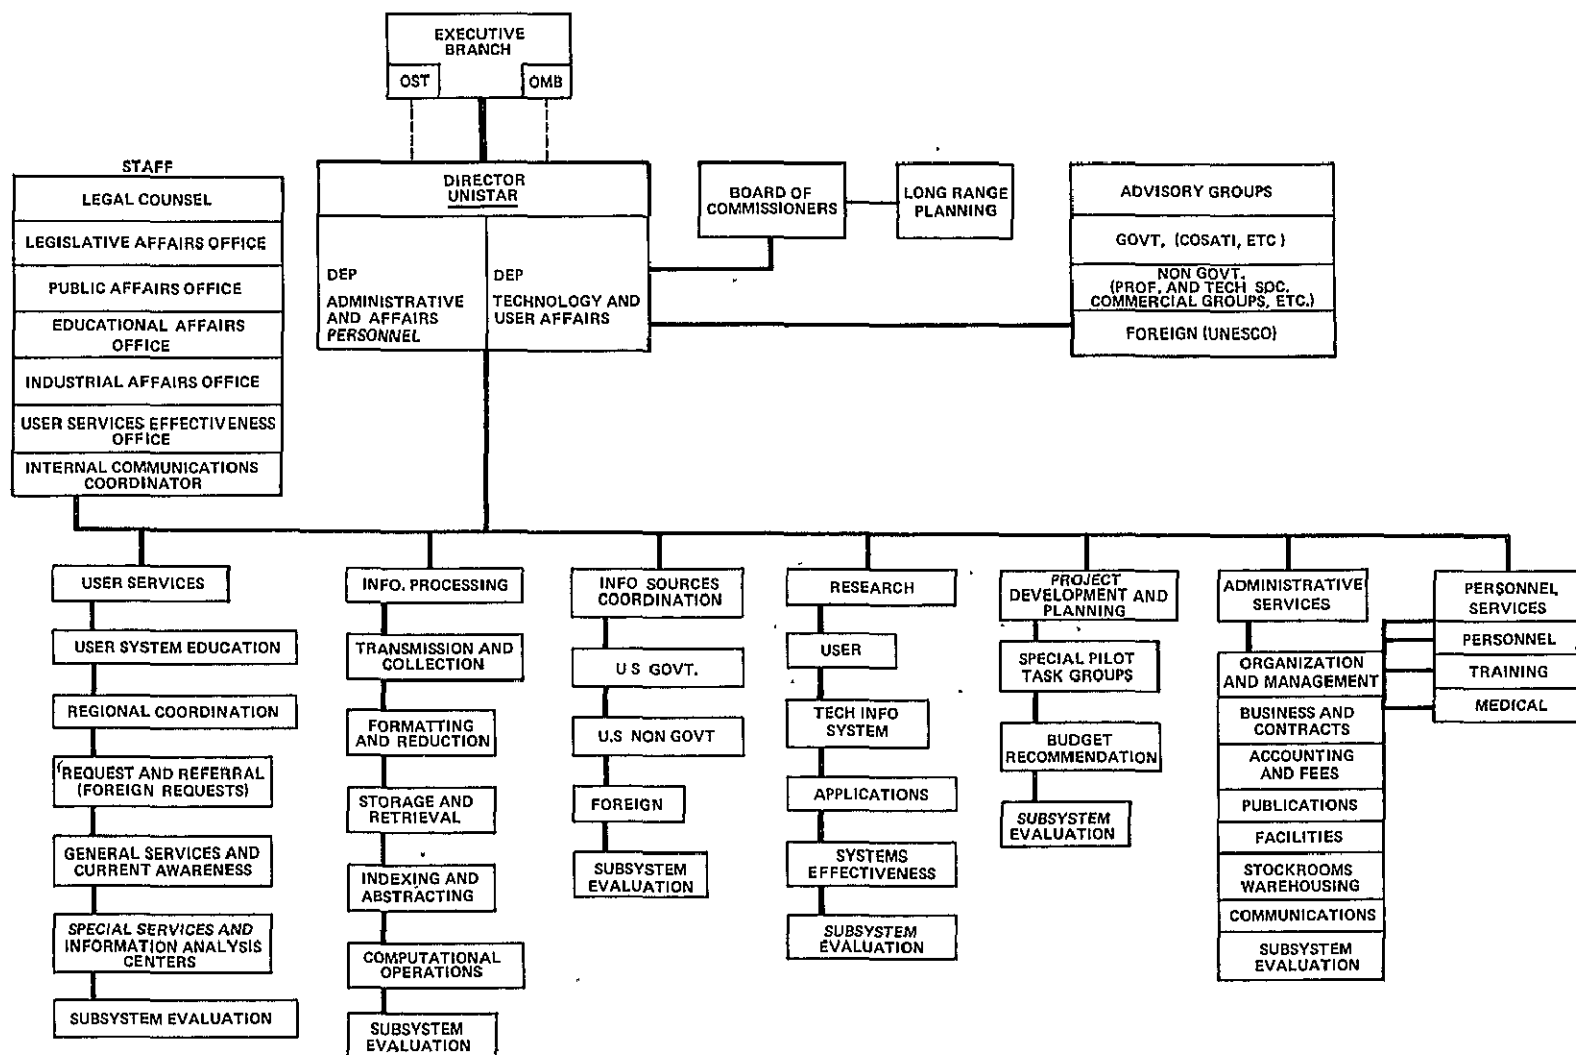 EXECUTIVE
BRANCH
OST
OMB
STAFF
LEGAL COUNSEL
LEGISLATIVE AFFAIRS OFFICE
PUBLIC AFFAIRS OFFICE
EDUCATIONAL AFFAIRS
OFFICE
INDUSTRIAL AFFAIRS OFFICE
USER SERVICES EFFECTIVENESS
OFFICE
INTERNAL COMMUNICATIONS
COORDINATOR
DIRECTOR
UNISTAR
DEP
ADMINISTRATIVE
AND AFFAIRS
PERSONNEL
DEP
TECHNOLOGY AND
USER AFFAIRS
BOARD OF
COMMISSIONERS
LONG RANGE
PLANNING
ADVISORY GROUPS
GOVT, (COSATI, ETC )
NON GOVT.
(PROF. AND TECH SOC.
COMMERCIAL GROUPS, ETC.)
FOREIGN (UNESCO)
USER SERVICES
USER SYSTEM EDUCATION
REGIONAL COORDINATION
REQUEST AND REFERRAL
(FOREIGN REQUESTS)
GENERAL SERVICES AND
CURRENT AWARENESS
SPECIAL SERVICES AND
INFORMATION ANALYSIS
CENTERS
SUBSYSTEM EVALUATION
INFO. PROCESSING
TRANSMISSION AND
COLLECTION
FORMATTING
AND REDUCTION
STORAGE AND
RETRIEVAL
INDEXING AND
ABSTRACTING
COMPUTATIONAL
OPERATIONS
SUBSYSTEM
EVALUATION
INFO SOURCES
COORDINATION
U S GOVT.
U.S NON GOVT
FOREIGN
SUBSYSTEM
EVALUATION
RESEARCH
USER
TECH INFO
SYSTEM
APPLICATIONS
SYSTEMS
EFFECTIVENESS
SUBSYSTEM
EVALUATION
PROJECT
DEVELOPMENT AND
PLANNING
SPECIAL PILOT
TASK GROUPS
BUDGET
RECOMMENDATION
SUBSYSTEM
EVALUATION
ADMINISTRATIVE
SERVICES
ORGANIZATION
AND MANAGEMENT
BUSINESS AND
CONTRACTS
ACCOUNTING
AND FEES
PUBLICATIONS
FACILITIES
STOCKROOMS
WAREHOUSING
COMMUNICATIONS
SUBSYSTEM
EVALUATION
PERSONNEL
SERVICES
PERSONNEL
TRAINING
MEDICAL